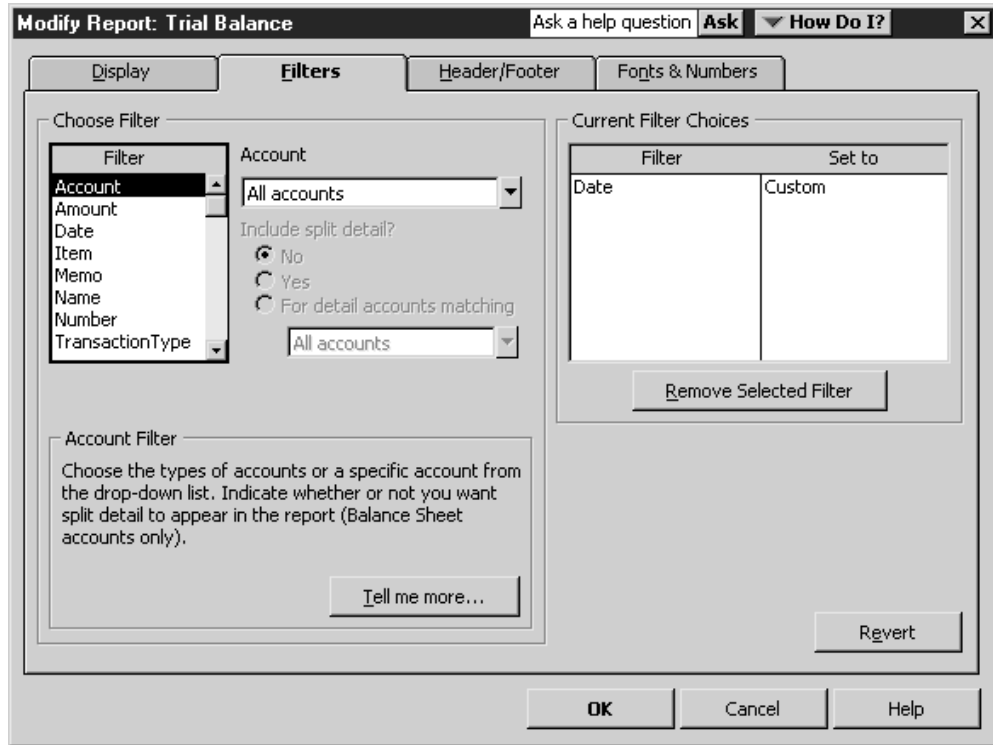 Modify Report: Trial Balance
Ask a help question Ask How Do I?
Display Filters Header/Footer Fonts & Numbers
Choose Filter
Filter
Account
Amount
Date
Item
Memo
Name
Number
TransactionType
Account
All accounts
Include split detail?
No
Yes
For detail accounts matching
All accounts
Account Filter
Choose the types of accounts or a specific account from
the drop-down list. Indicate whether or not you want
split detail to appear in the report (Balance Sheet
accounts only).
Tell me more...
Current Filter Choices
Filter Set to
Date Custom
Remove Selected Filter
Revert
OK Cancel Help